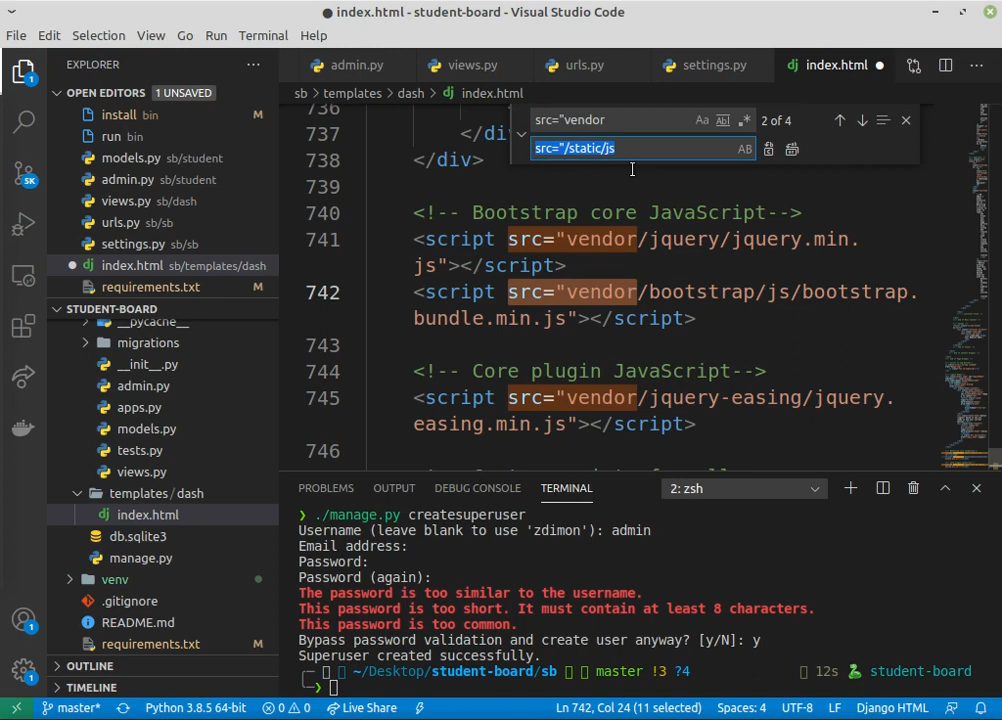 index.html - student-board - Visual Studio Code
File Edit Selection View Go Run Terminal Help
EXPLORER
admin.py views.py urls.py settings.py index.html
OPEN EDITORS 1 UNSAVED
sb > templates > dash > index.html
install bin M
run bin
models.py sb/student
admin.py sb/student
views.py sb/dash
urls.py sb/sb
settings.py sb/sb
index.html sb/templates/dash
requirements.txt M
STUDENT-BOARD
__pycache__
migrations
__init__.py
admin.py
apps.py
models.py
tests.py
views.py
templates / dash
index.html
db.sqlite3
manage.py
venv
.gitignore
README.md
requirements.txt M
OUTLINE
TIMELINE
1
5K
1
1
src="vendor Aa Abl .* 2 of 4
src="/static/js AB
736
737 </di
738 </div>
739
740 <!-- Bootstrap core JavaScript-->
741 <script src="vendor/jquery/jquery.min.
js"></script>
742 <script src="vendor/bootstrap/js/bootstrap.
bundle.min.js"></script>
743
744 <!-- Core plugin JavaScript-->
745 <script src="vendor/jquery-easing/jquery.
easing.min.js"></script>
746
PROBLEMS OUTPUT DEBUG CONSOLE TERMINAL 2: zsh
❯ ./manage.py createsuperuser
Username (leave blank to use 'zdimon'): admin
Email address:
Password:
Password (again):
The password is too similar to the username.
This password is too short. It must contain at least 8 characters.
This password is too common.
Bypass password validation and create user anyway? [y/N]: y
Superuser created successfully.
~/Desktop/student-board/sb master !3 ?4 12s student-board
master* Python 3.8.5 64-bit 0 0 Live Share Ln 742, Col 24 (11 selected) Spaces: 4 UTF-8 LF Django HTML